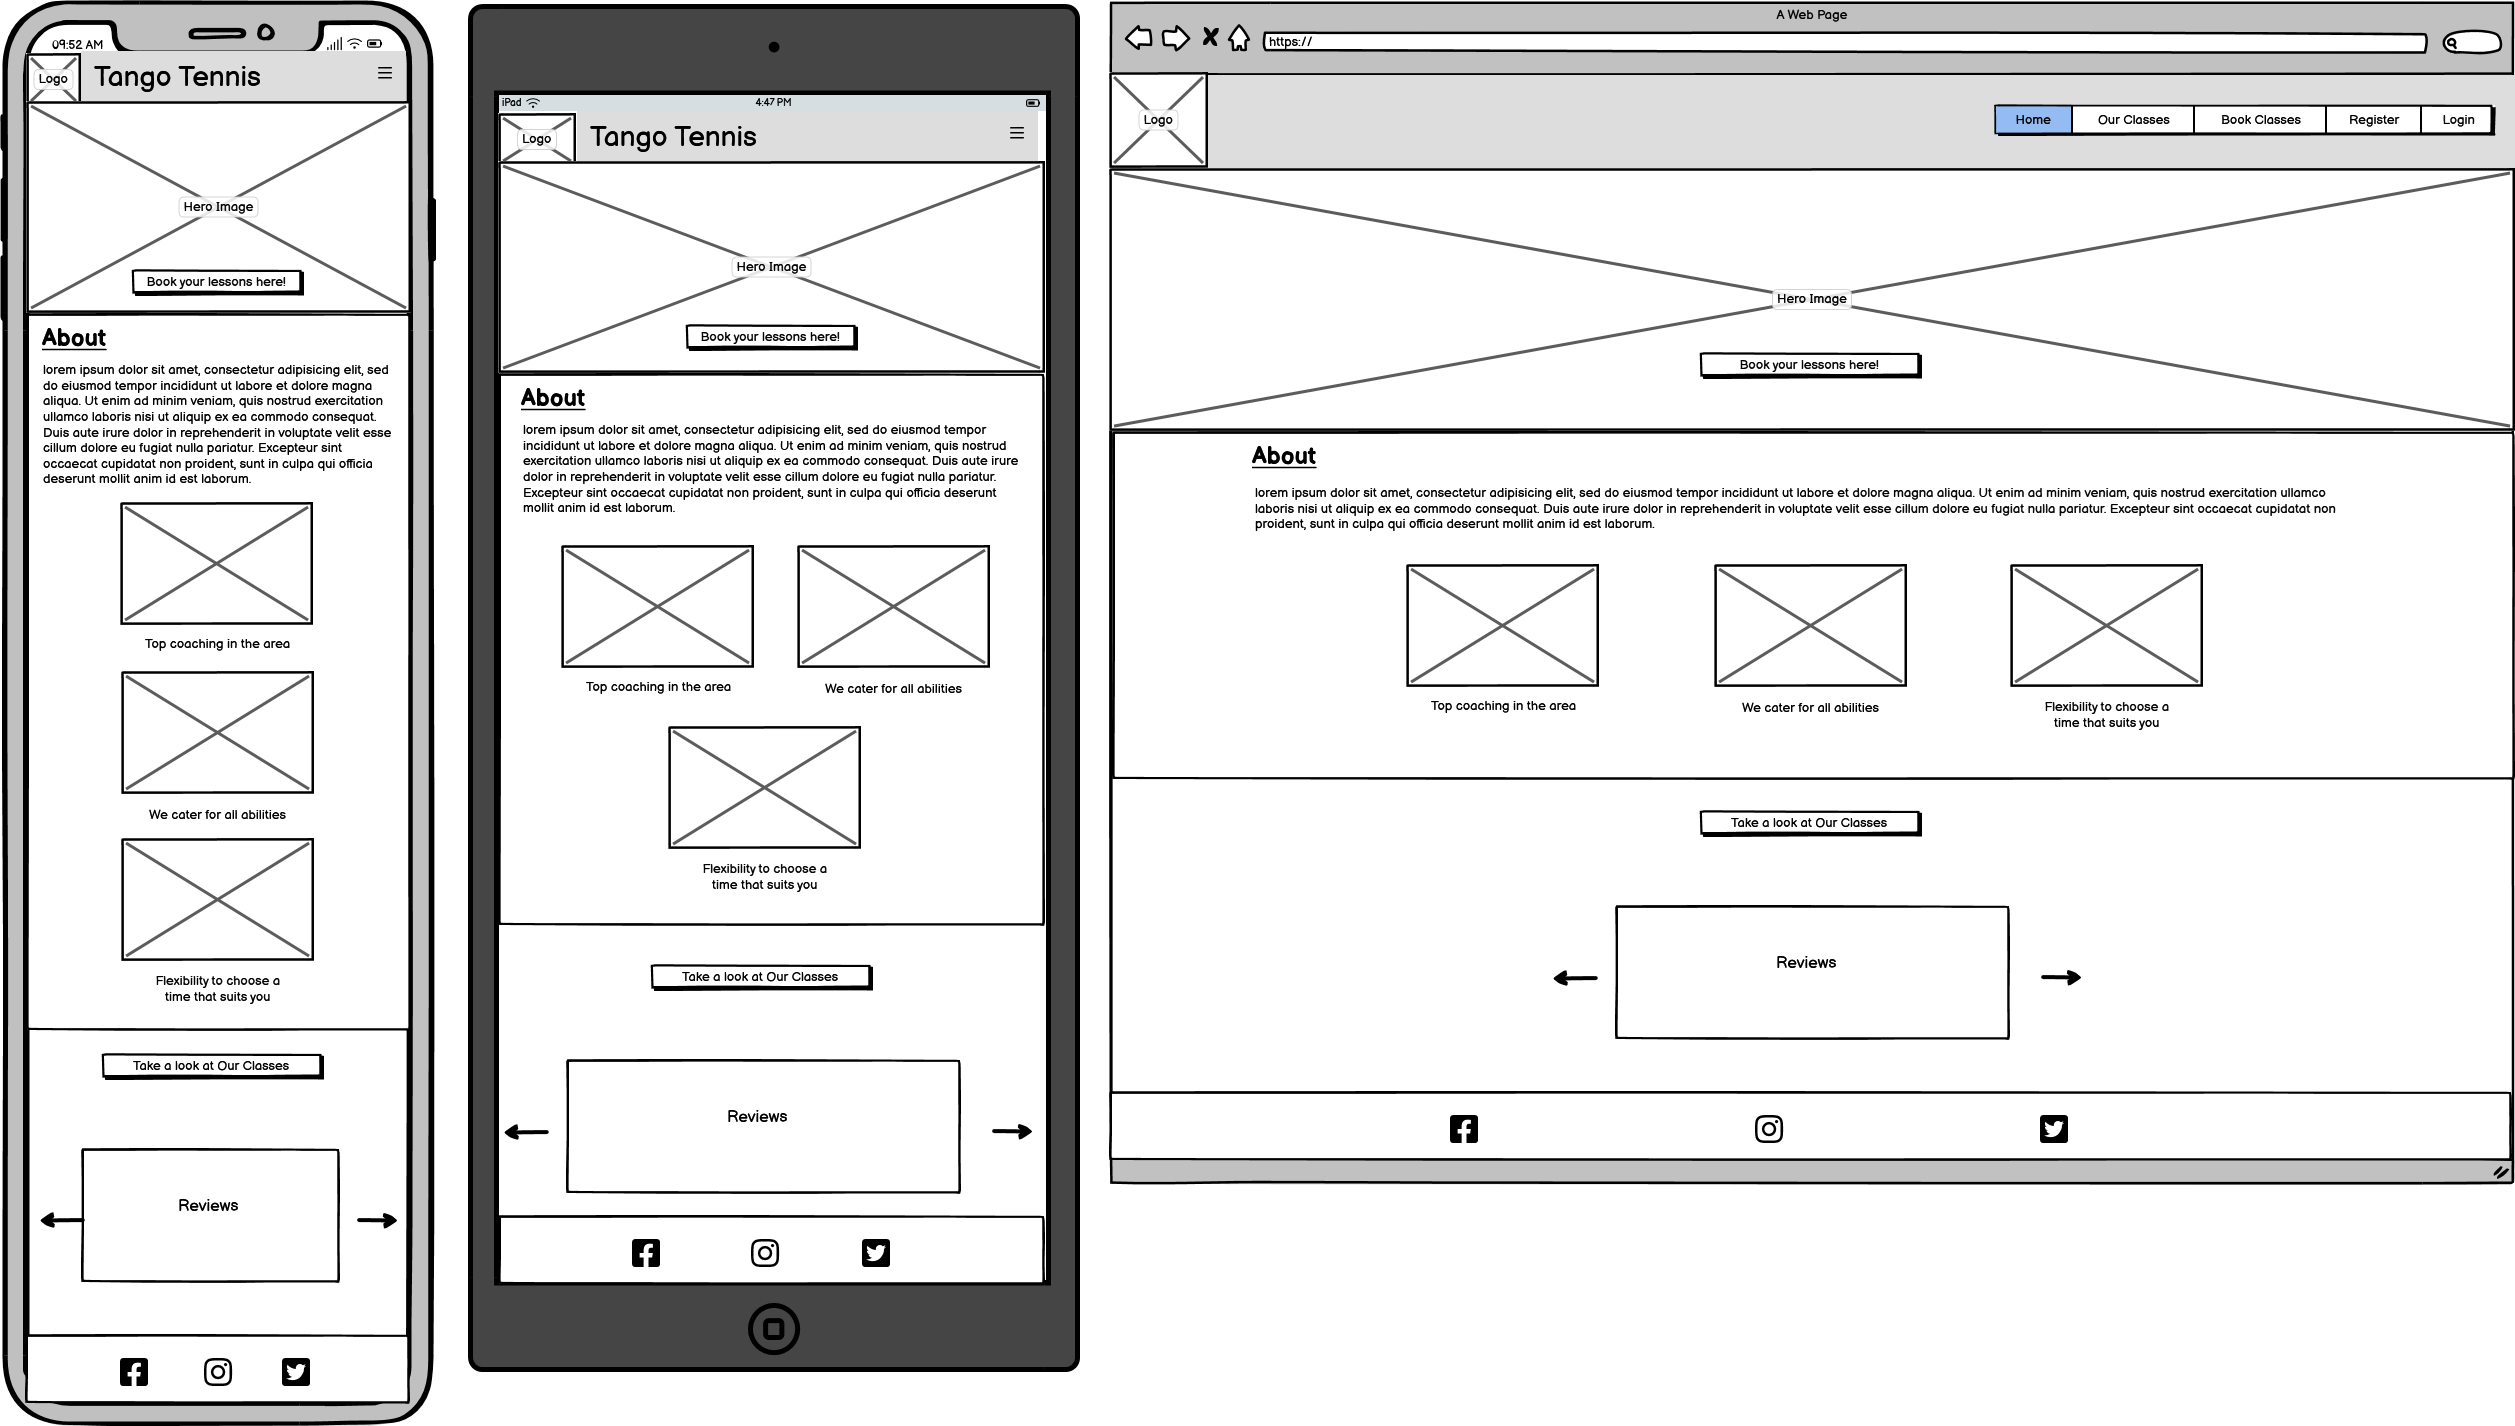 09:52 AM
Logo
Tango Tennis
Hero Image
Book your lessons here!
About
lorem ipsum dolor sit amet, consectetur adipisicing elit, sed
do eiusmod tempor incididunt ut labore et dolore magna
aliqua. Ut enim ad minim veniam, quis nostrud exercitation
ullamco laboris nisi ut aliquip ex ea commodo consequat.
Duis aute irure dolor in reprehenderit in voluptate velit esse
cillum dolore eu fugiat nulla pariatur. Excepteur sint
occaecat cupidatat non proident, sunt in culpa qui officia
deserunt mollit anim id est laborum.
Top coaching in the area
We cater for all abilities
Flexibility to choose a
time that suits you
Take a look at Our Classes
Reviews
iPad
4:47 PM
Logo
Tango Tennis
Hero Image
Book your lessons here!
About
lorem ipsum dolor sit amet, consectetur adipisicing elit, sed do eiusmod tempor
incididunt ut labore et dolore magna aliqua. Ut enim ad minim veniam, quis nostrud
exercitation ullamco laboris nisi ut aliquip ex ea commodo consequat. Duis aute irure
dolor in reprehenderit in voluptate velit esse cillum dolore eu fugiat nulla pariatur.
Excepteur sint occaecat cupidatat non proident, sunt in culpa qui officia deserunt
mollit anim id est laborum.
Top coaching in the area
We cater for all abilities
Flexibility to choose a
time that suits you
Take a look at Our Classes
Reviews
A Web Page
https://
Logo
Home
Our Classes
Book Classes
Register
Login
Hero Image
Book your lessons here!
About
lorem ipsum dolor sit amet, consectetur adipisicing elit, sed do eiusmod tempor incididunt ut labore et dolore magna aliqua. Ut enim ad minim veniam, quis nostrud exercitation ullamco
laboris nisi ut aliquip ex ea commodo consequat. Duis aute irure dolor in reprehenderit in voluptate velit esse cillum dolore eu fugiat nulla pariatur. Excepteur sint occaecat cupidatat non
proident, sunt in culpa qui officia deserunt mollit anim id est laborum.
Top coaching in the area
We cater for all abilities
Flexibility to choose a
time that suits you
Take a look at Our Classes
Reviews